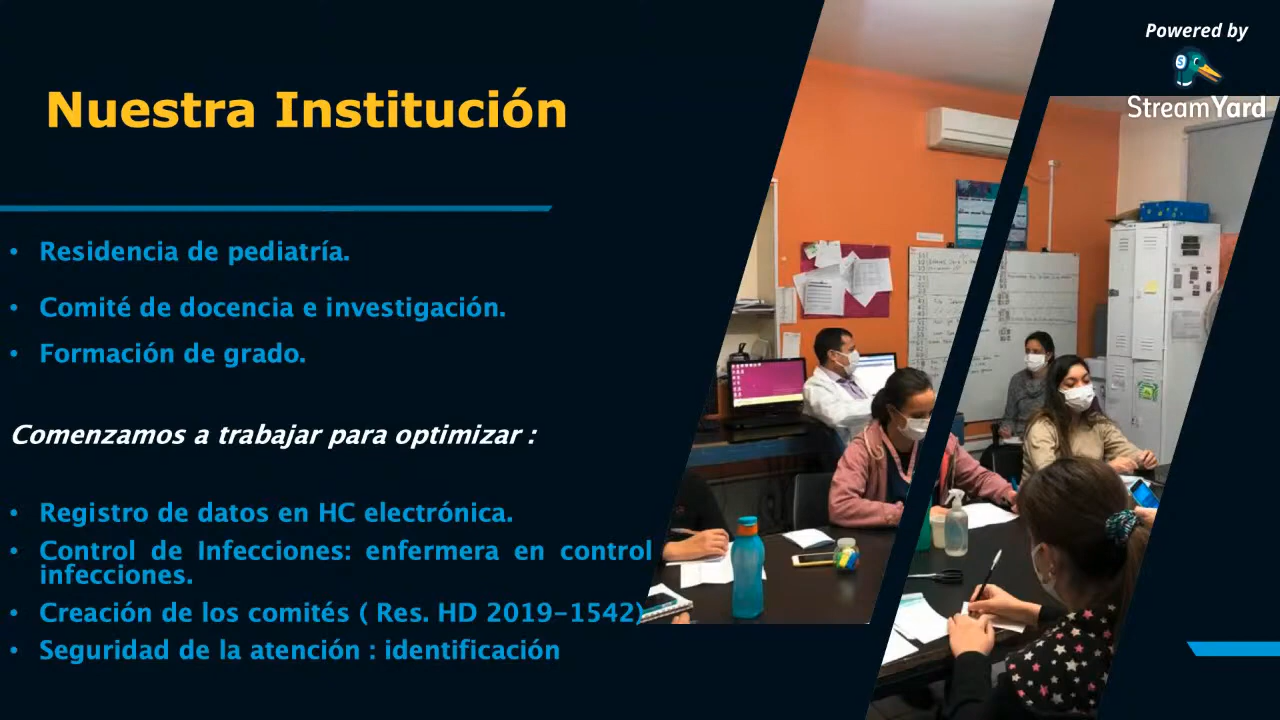 Powered by
StreamYard
Nuestra Institución
• Residencia de pediatría.
• Comité de docencia e investigación.
• Formación de grado.
Comenzamos a trabajar para optimizar :
• Registro de datos en HC electrónica.
• Control de Infecciones: enfermera en control
infecciones.
• Creación de los comités ( Res. HD 2019-1542)
• Seguridad de la atención : identificación